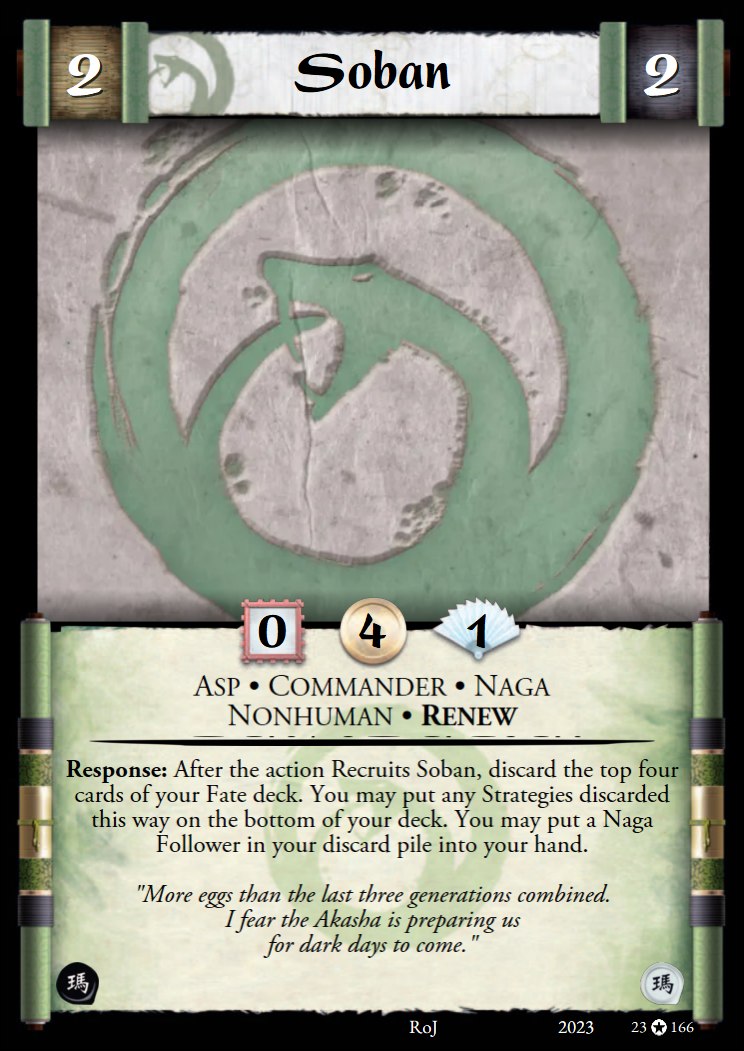 2 Soban 2
0 4 1
Asp • Commander • Naga
Nonhuman • Renew
Response: After the action Recruits Soban, discard the top four
cards of your Fate deck. You may put any Strategies discarded
this way on the bottom of your deck. You may put a Naga
Follower in your discard pile into your hand.
"More eggs than the last three generations combined.
I fear the Akasha is preparing us
for dark days to come."
瑪 瑪
RoJ 2023 23 ✪ 166